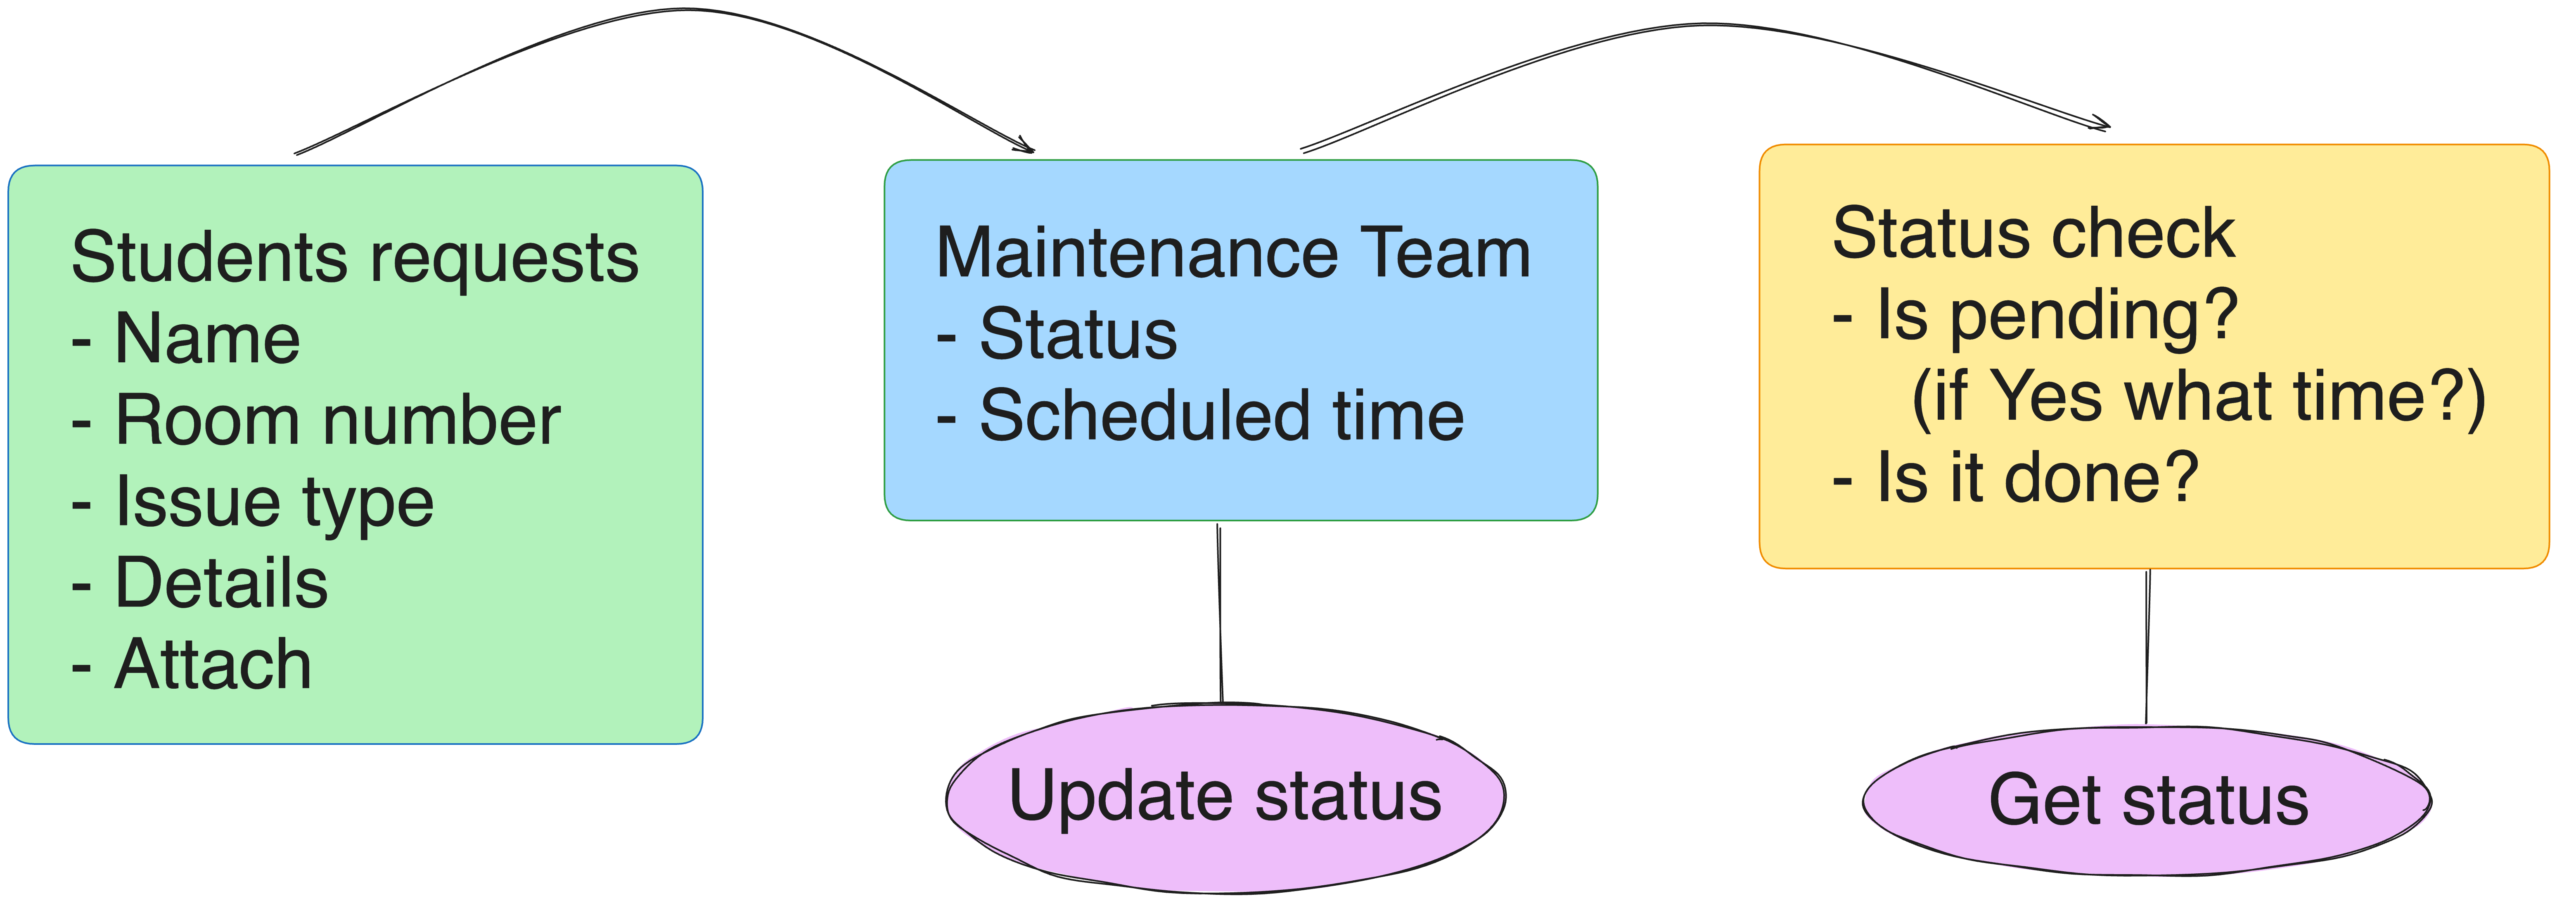 Students requests
- Name
- Room number
- Issue type
- Details
- Attach
Maintenance Team
- Status
- Scheduled time
Update status
Status check
- Is pending?
(if Yes what time?)
- Is it done?
Get status